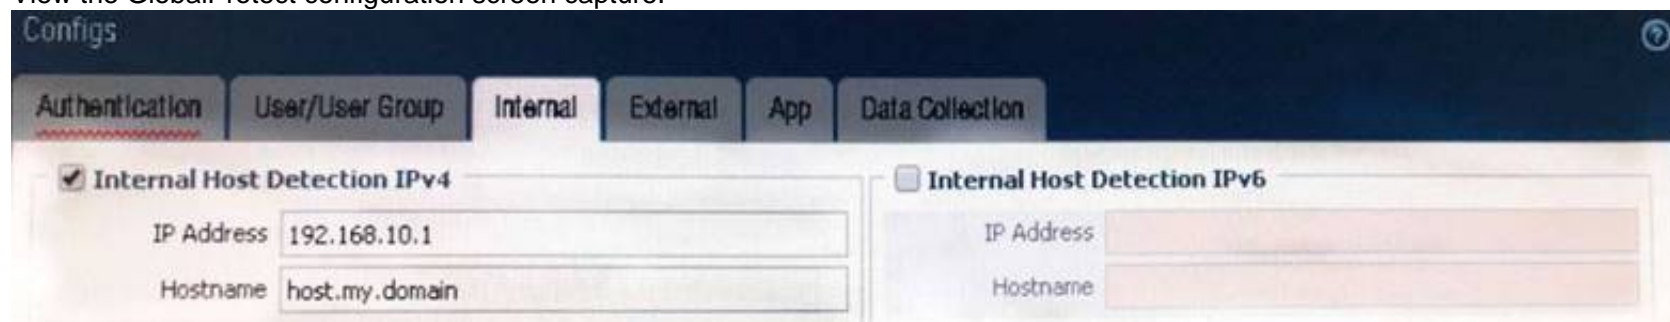 View the GlobalProtect configuration screen capture.
Configs
Authentication User/User Group Internal External App Data Collection
Internal Host Detection IPv4 Internal Host Detection IPv6
IP Address 192.168.10.1 IP Address
Hostname host.my.domain Hostname